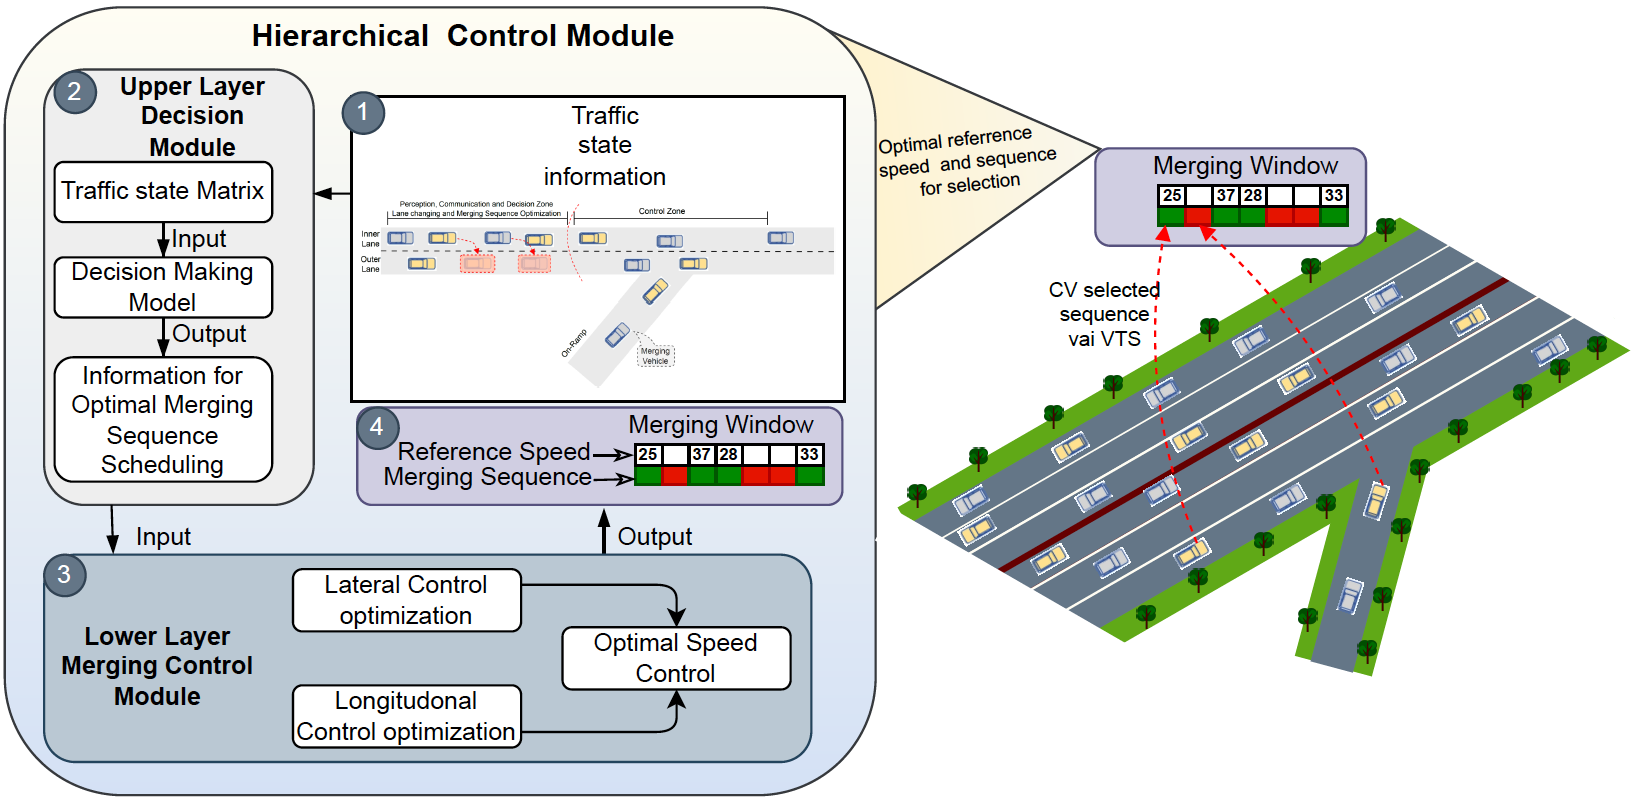 Hierarchical Control Module
2
Upper Layer
Decision
Module
Traffic state Matrix
Input
Decision Making
Model
Output
Information for
Optimal Merging
Sequence
Scheduling
1
Traffic
state
information
Perception, Communication and Decision Zone
Lane changing and Merging Sequence Optimization
Control Zone
Inner
Lane
Outer
Lane
On-Ramp
Merging
Vehicle
4
Merging Window
Reference Speed
25 37 28 33
Merging Sequence
Input
Output
3
Lower Layer
Merging Control
Module
Lateral Control
optimization
Optimal Speed
Control
Longitudonal
Control optimization
Optimal referrence
speed and sequence
for selection
Merging Window
25 37 28 33
CV selected
sequence
vai VTS